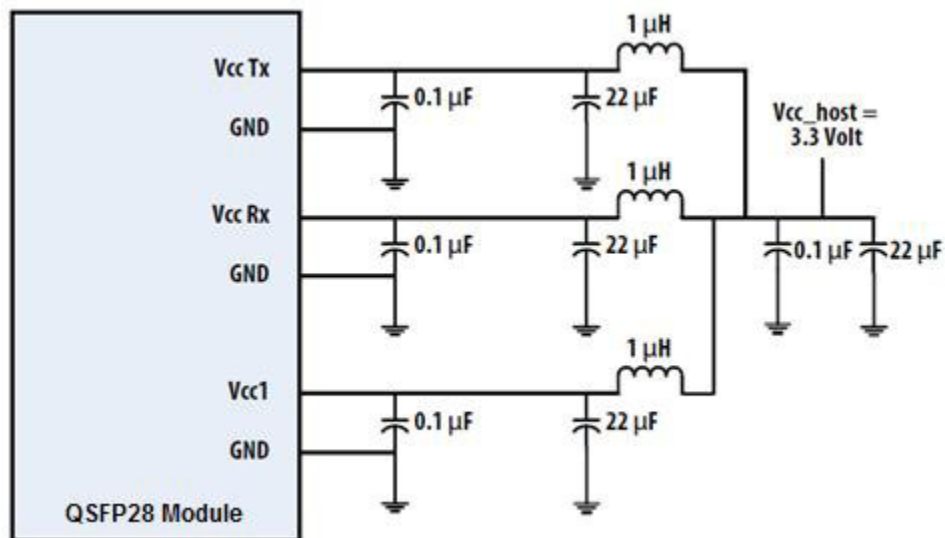 1 µH
Vcc Tx
0.1 µF
22 µF
GND
Vcc_host =
3.3 Volt
1 µH
Vcc Rx
0.1 µF
22 µF
0.1 µF
22 µF
GND
1 µH
Vcc1
0.1 µF
22 µF
GND
QSFP28 Module